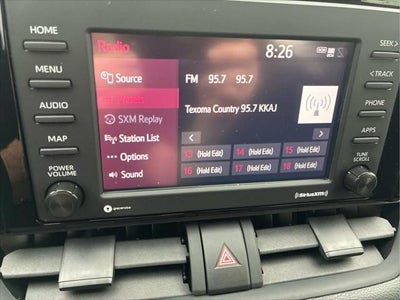 HOME
MENU
AUDIO
MAP
POWER
VOLUME
Radio
8:26
Source
Presets
SXM Replay
Station List
Options
Sound
FM 95.7 95.7
Texoma Country 95.7 KKAJ
13 (Hold Edit) 14 (Hold Edit) 15 (Hold Edit)
16 (Hold Edit) 17 (Hold Edit) 18 (Hold Edit)
SEEK >
< TRACK
PHONE
APPS
TUNE
SCROLL
gracenote
SiriusXM